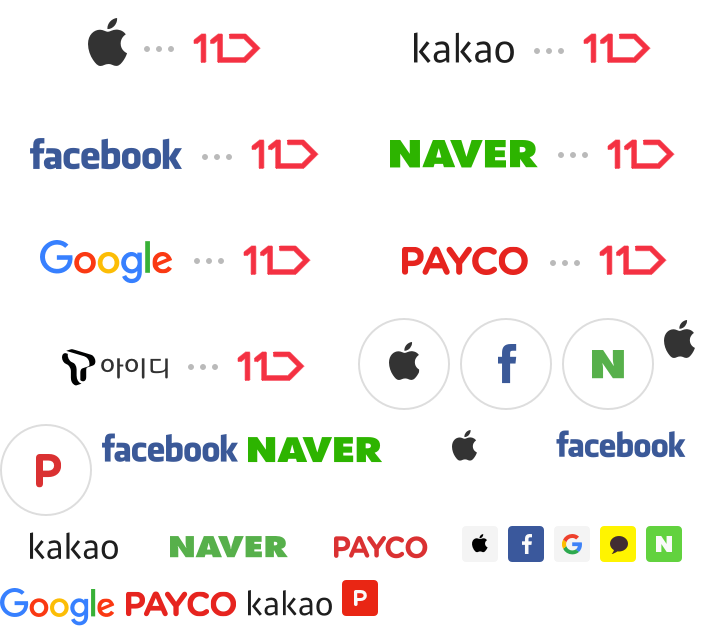 ... 11
kakao ... 11
facebook ... 11
NAVER ... 11
Google ... 11
PAYCO ... 11
아이디 ... 11
f
N
P
facebook NAVER
facebook
kakao NAVER PAYCO
f G N
Google PAYCO kakao P